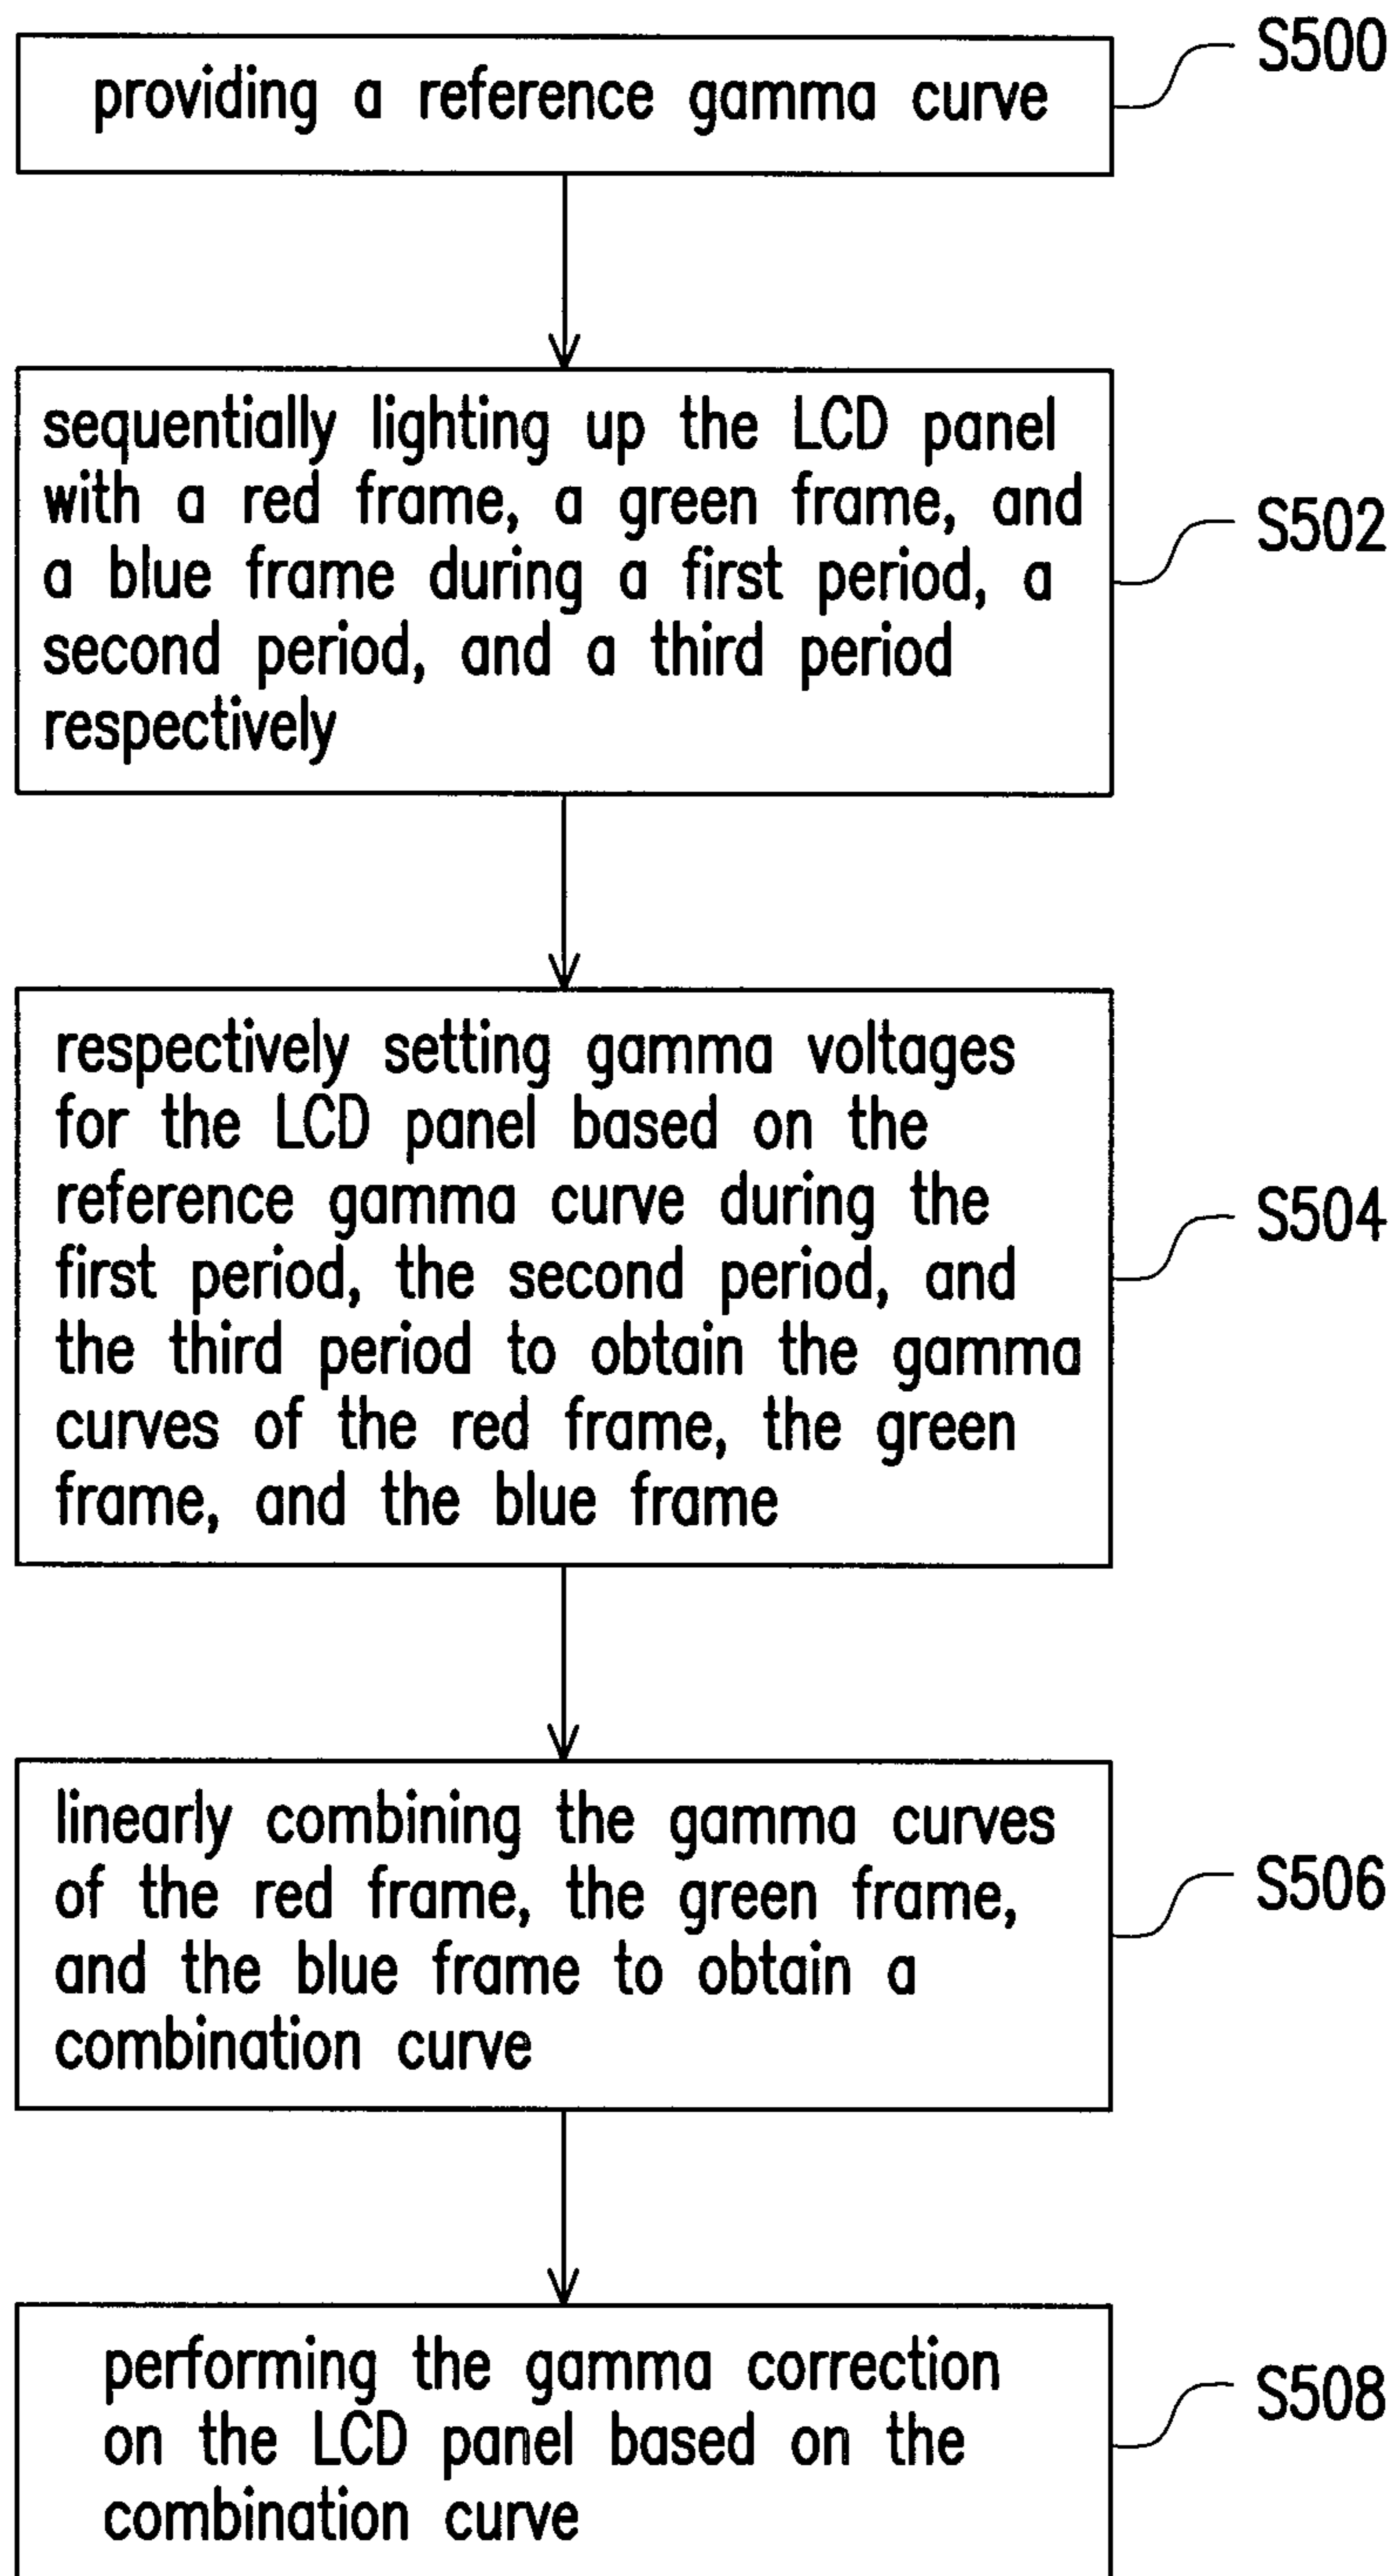 providing a reference gamma curve
S500
sequentially lighting up the LCD panel
with a red frame, a green frame, and
a blue frame during a first period, a
second period, and a third period
respectively
S502
respectively setting gamma voltages
for the LCD panel based on the
reference gamma curve during the
first period, the second period, and
the third period to obtain the gamma
curves of the red frame, the green
frame, and the blue frame
S504
linearly combining the gamma curves
of the red frame, the green frame,
and the blue frame to obtain a
combination curve
S506
performing the gamma correction
on the LCD panel based on the
combination curve
S508